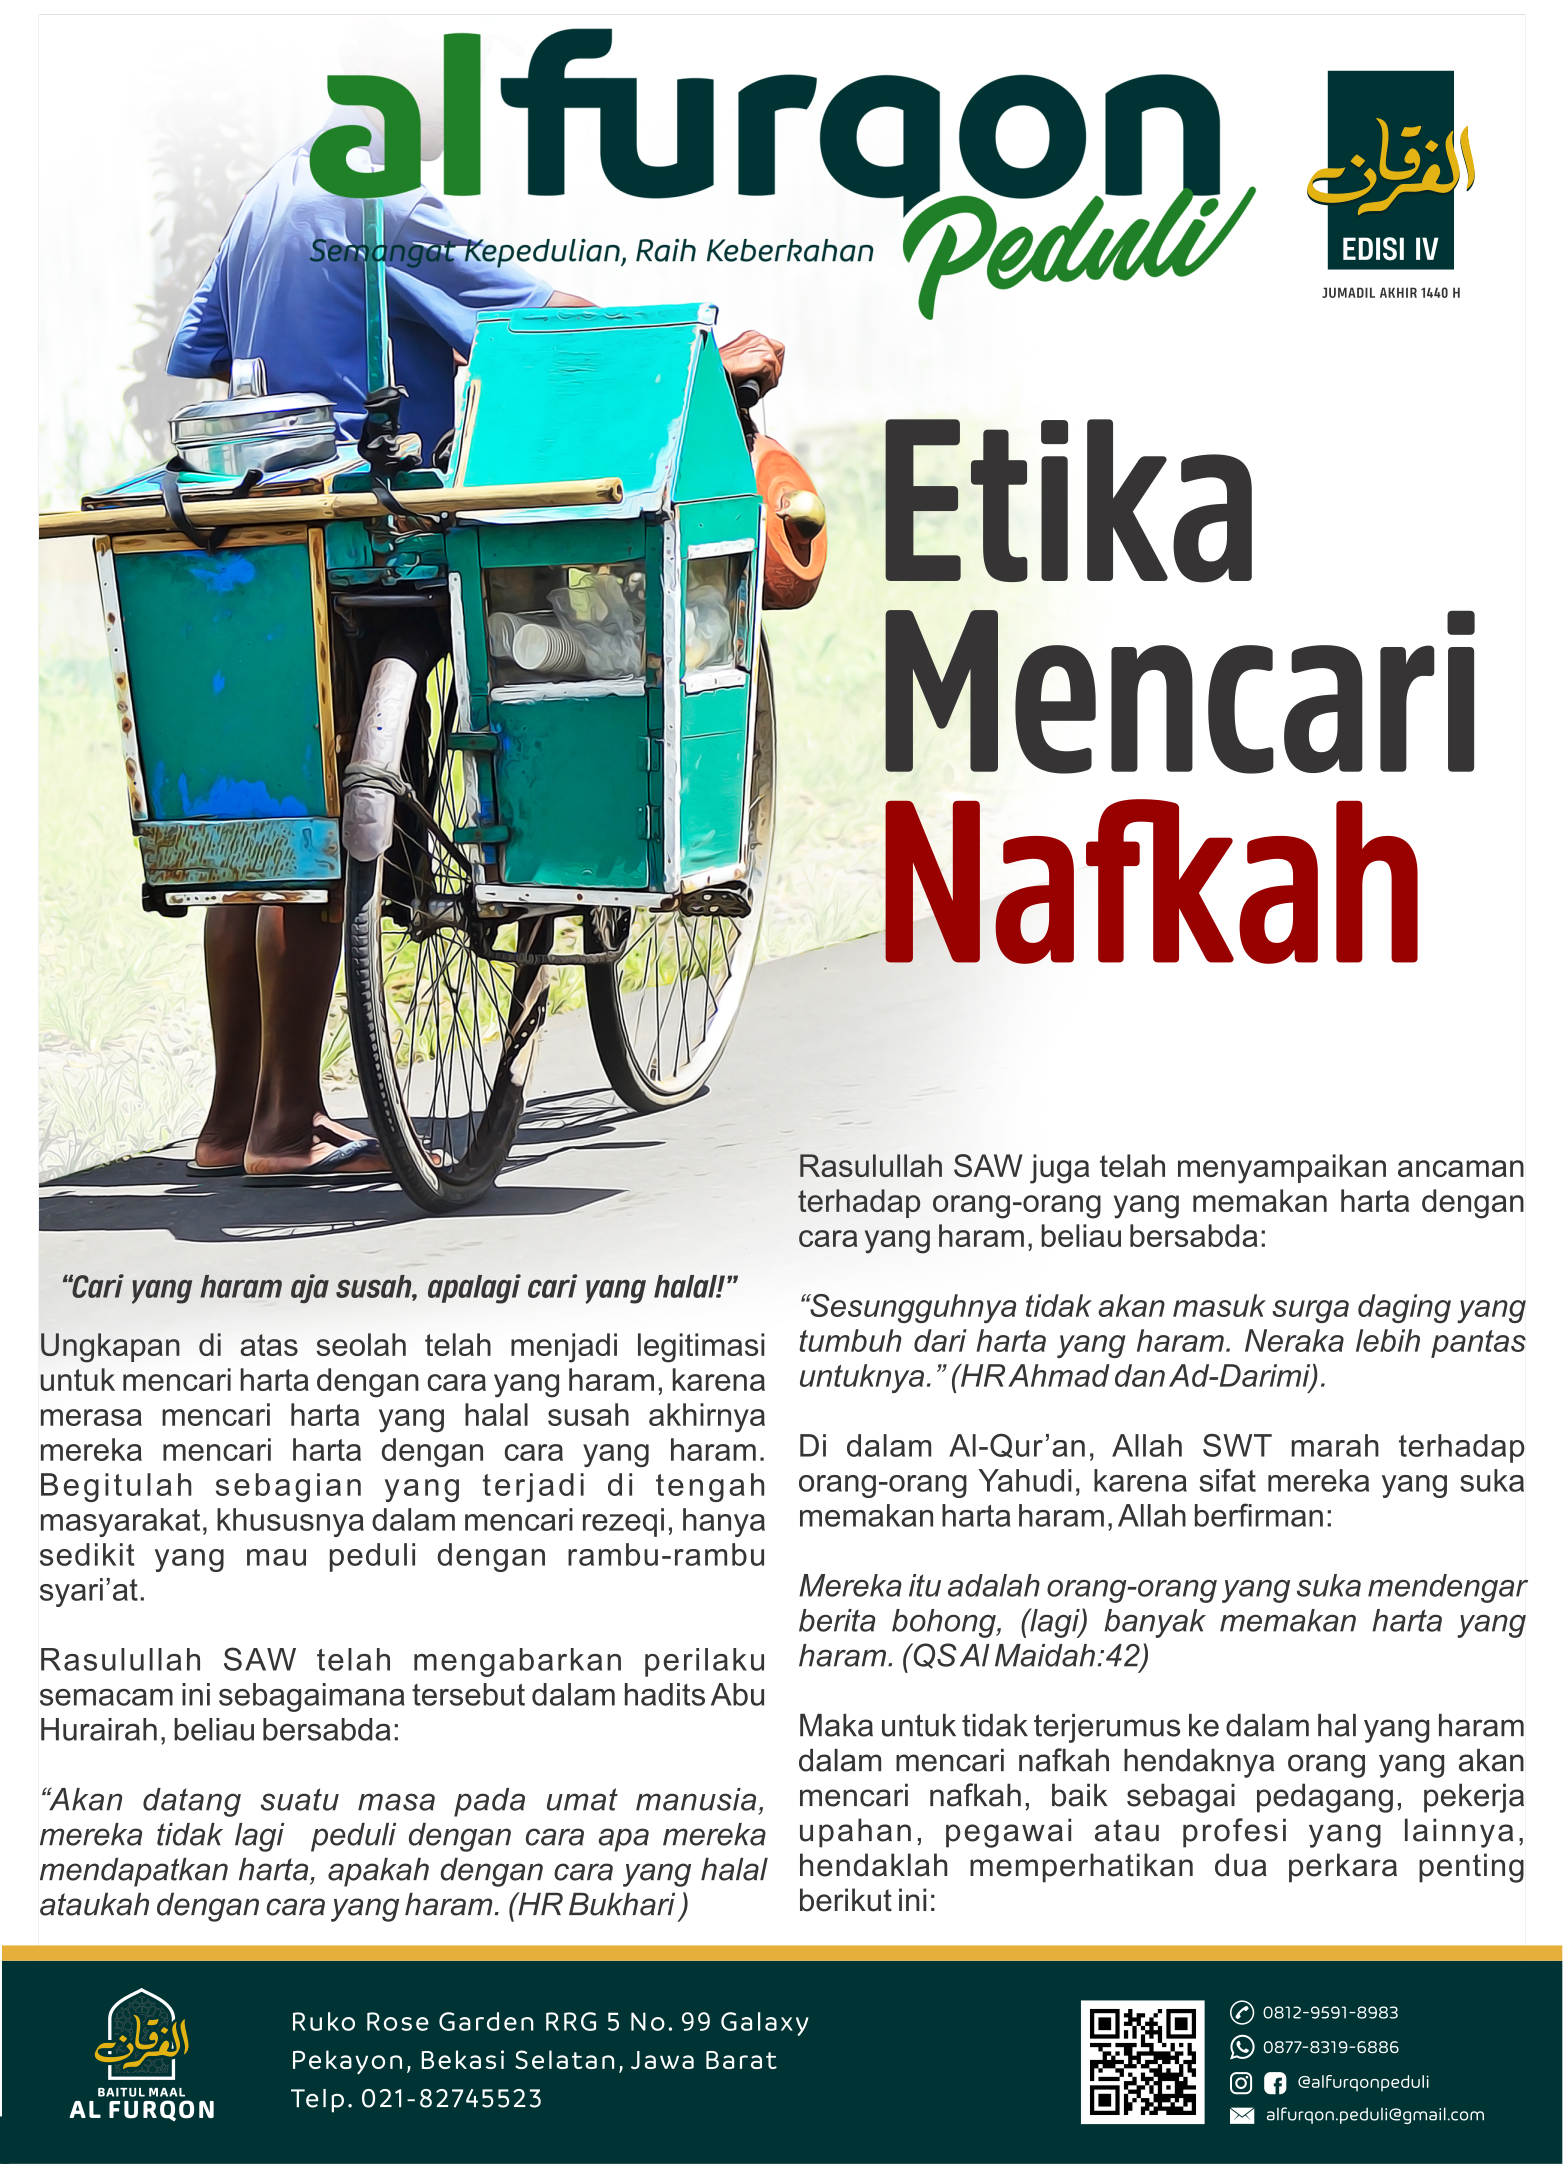 alfurqon
Peduli
Semangat Kepedulian, Raih Keberkahan
الفرقان
EDISI IV
JUMADIL AKHIR 1440 H
Etika
Mencari
Nafkah
“Cari yang haram aja susah, apalagi cari yang halal!”
Ungkapan di atas seolah telah menjadi legitimasi
untuk mencari harta dengan cara yang haram, karena
merasa mencari harta yang halal susah akhirnya
mereka mencari harta dengan cara yang haram.
Begitulah sebagian yang terjadi di tengah
masyarakat, khususnya dalam mencari rezeqi, hanya
sedikit yang mau peduli dengan rambu-rambu
syari’at.
Rasulullah SAW telah mengabarkan perilaku
semacam ini sebagaimana tersebut dalam hadits Abu
Hurairah, beliau bersabda:
“Akan datang suatu masa pada umat manusia,
mereka tidak lagi peduli dengan cara apa mereka
mendapatkan harta, apakah dengan cara yang halal
ataukah dengan cara yang haram. (HR Bukhari )
Rasulullah SAW juga telah menyampaikan ancaman
terhadap orang-orang yang memakan harta dengan
cara yang haram, beliau bersabda:
“Sesungguhnya tidak akan masuk surga daging yang
tumbuh dari harta yang haram. Neraka lebih pantas
untuknya.” (HR Ahmad dan Ad-Darimi).
Di dalam Al-Qur’an, Allah SWT marah terhadap
orang-orang Yahudi, karena sifat mereka yang suka
memakan harta haram, Allah berfirman:
Mereka itu adalah orang-orang yang suka mendengar
berita bohong, (lagi) banyak memakan harta yang
haram. (QS Al Maidah:42)
Maka untuk tidak terjerumus ke dalam hal yang haram
dalam mencari nafkah hendaknya orang yang akan
mencari nafkah, baik sebagai pedagang, pekerja
upahan, pegawai atau profesi yang lainnya,
hendaklah memperhatikan dua perkara penting
berikut ini:
الفرقان
BAITUL MAAL
AL FURQON
Ruko Rose Garden RRG 5 No. 99 Galaxy
Pekayon, Bekasi Selatan, Jawa Barat
Telp. 021-82745523
0812-9591-8983
0877-8319-6886
@alfurqonpeduli
alfurqon.peduli@gmail.com